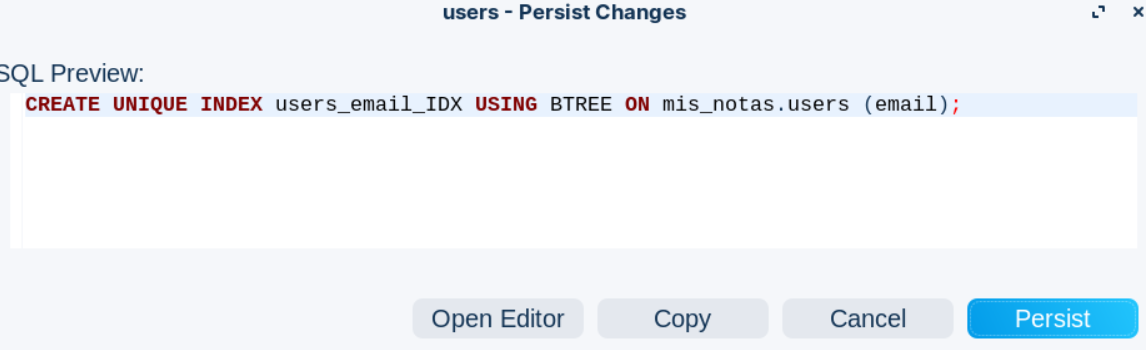 users - Persist Changes
SQL Preview:
CREATE UNIQUE INDEX users_email_IDX USING BTREE ON mis_notas.users (email);
Open Editor Copy Cancel Persist